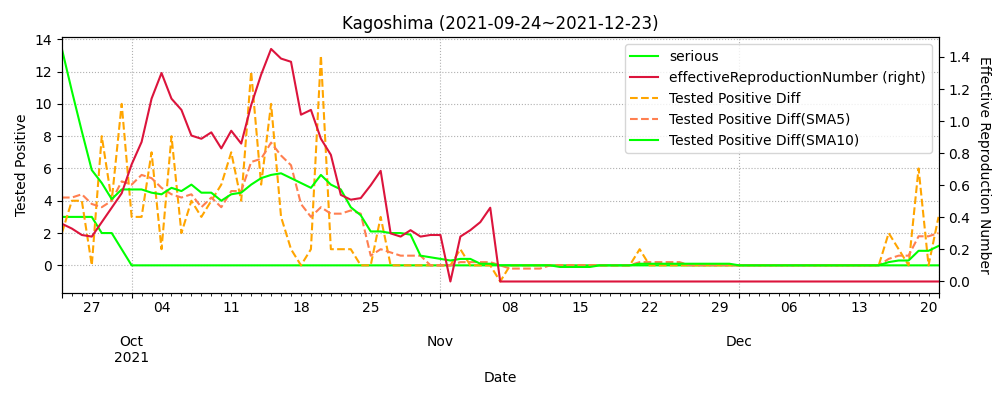 Kagoshima (2021-09-24~2021-12-23)
Tested Positive
14
12
10
8
6
4
2
0
serious
effectiveReproductionNumber (right)
Tested Positive Diff
Tested Positive Diff(SMA5)
Tested Positive Diff(SMA10)
1.4
1.2
1.0
0.8
0.6
0.4
0.2
0.0
Effective Reproduction Number
27 04 11 18 25 08 15 22 29 06 13 20
Oct Nov Dec
2021
Date